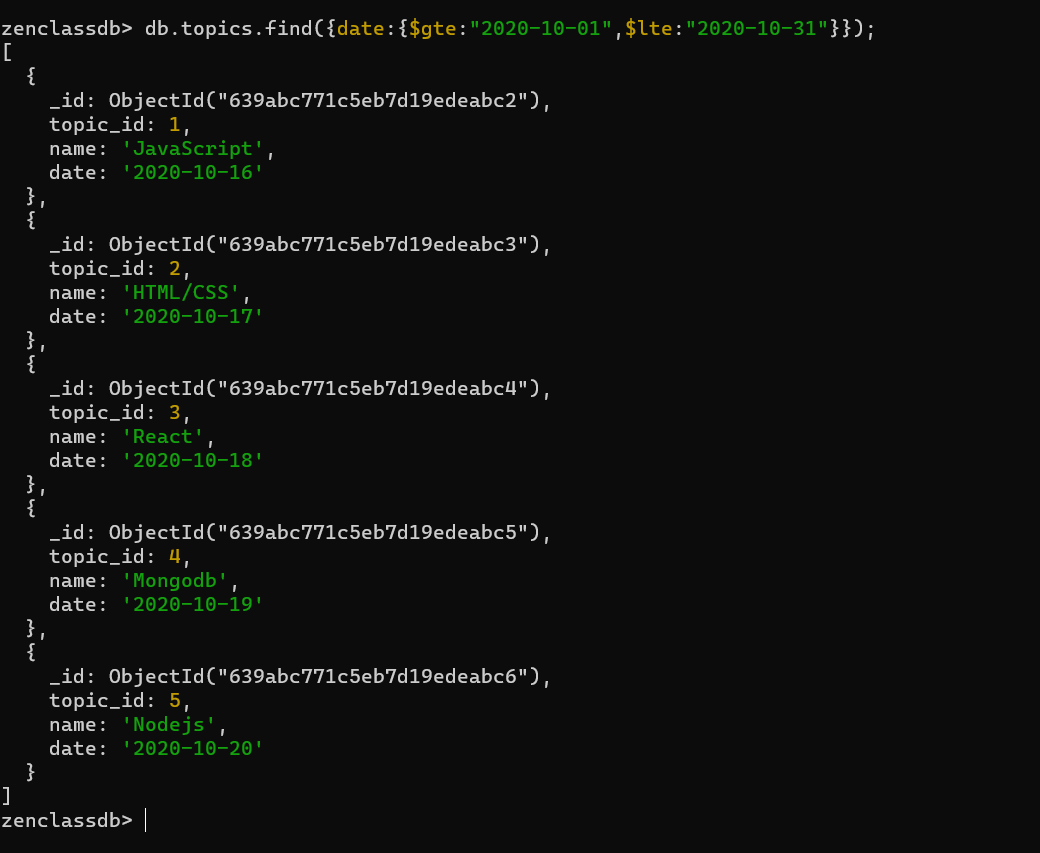 zenclassdb> db.topics.find({date:{$gte:"2020-10-01",$lte:"2020-10-31"}});
[
  {
    _id: ObjectId("639abc771c5eb7d19edeabc2"),
    topic_id: 1,
    name: 'JavaScript',
    date: '2020-10-16'
  },
  {
    _id: ObjectId("639abc771c5eb7d19edeabc3"),
    topic_id: 2,
    name: 'HTML/CSS',
    date: '2020-10-17'
  },
  {
    _id: ObjectId("639abc771c5eb7d19edeabc4"),
    topic_id: 3,
    name: 'React',
    date: '2020-10-18'
  },
  {
    _id: ObjectId("639abc771c5eb7d19edeabc5"),
    topic_id: 4,
    name: 'Mongodb',
    date: '2020-10-19'
  },
  {
    _id: ObjectId("639abc771c5eb7d19edeabc6"),
    topic_id: 5,
    name: 'Nodejs',
    date: '2020-10-20'
  }
]
zenclassdb>